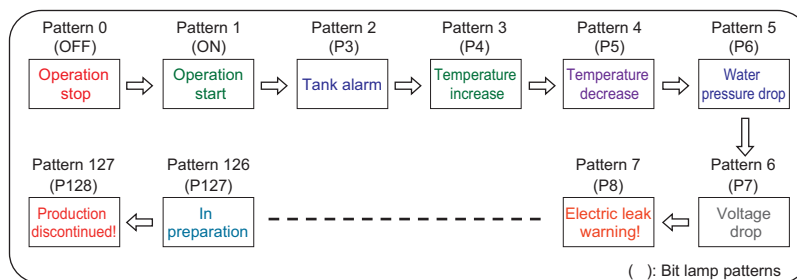 Pattern 0
(OFF)
Operation
stop
Pattern 1
(ON)
Operation
start
Pattern 2
(P3)
Tank alarm
Pattern 3
(P4)
Temperature
increase
Pattern 4
(P5)
Temperature
decrease
Pattern 5
(P6)
Water
pressure drop
Pattern 6
(P7)
Voltage
drop
Pattern 7
(P8)
Electric leak
warning!
Pattern 126
(P127)
In
preparation
Pattern 127
(P128)
Production
discontinued!
( ): Bit lamp patterns